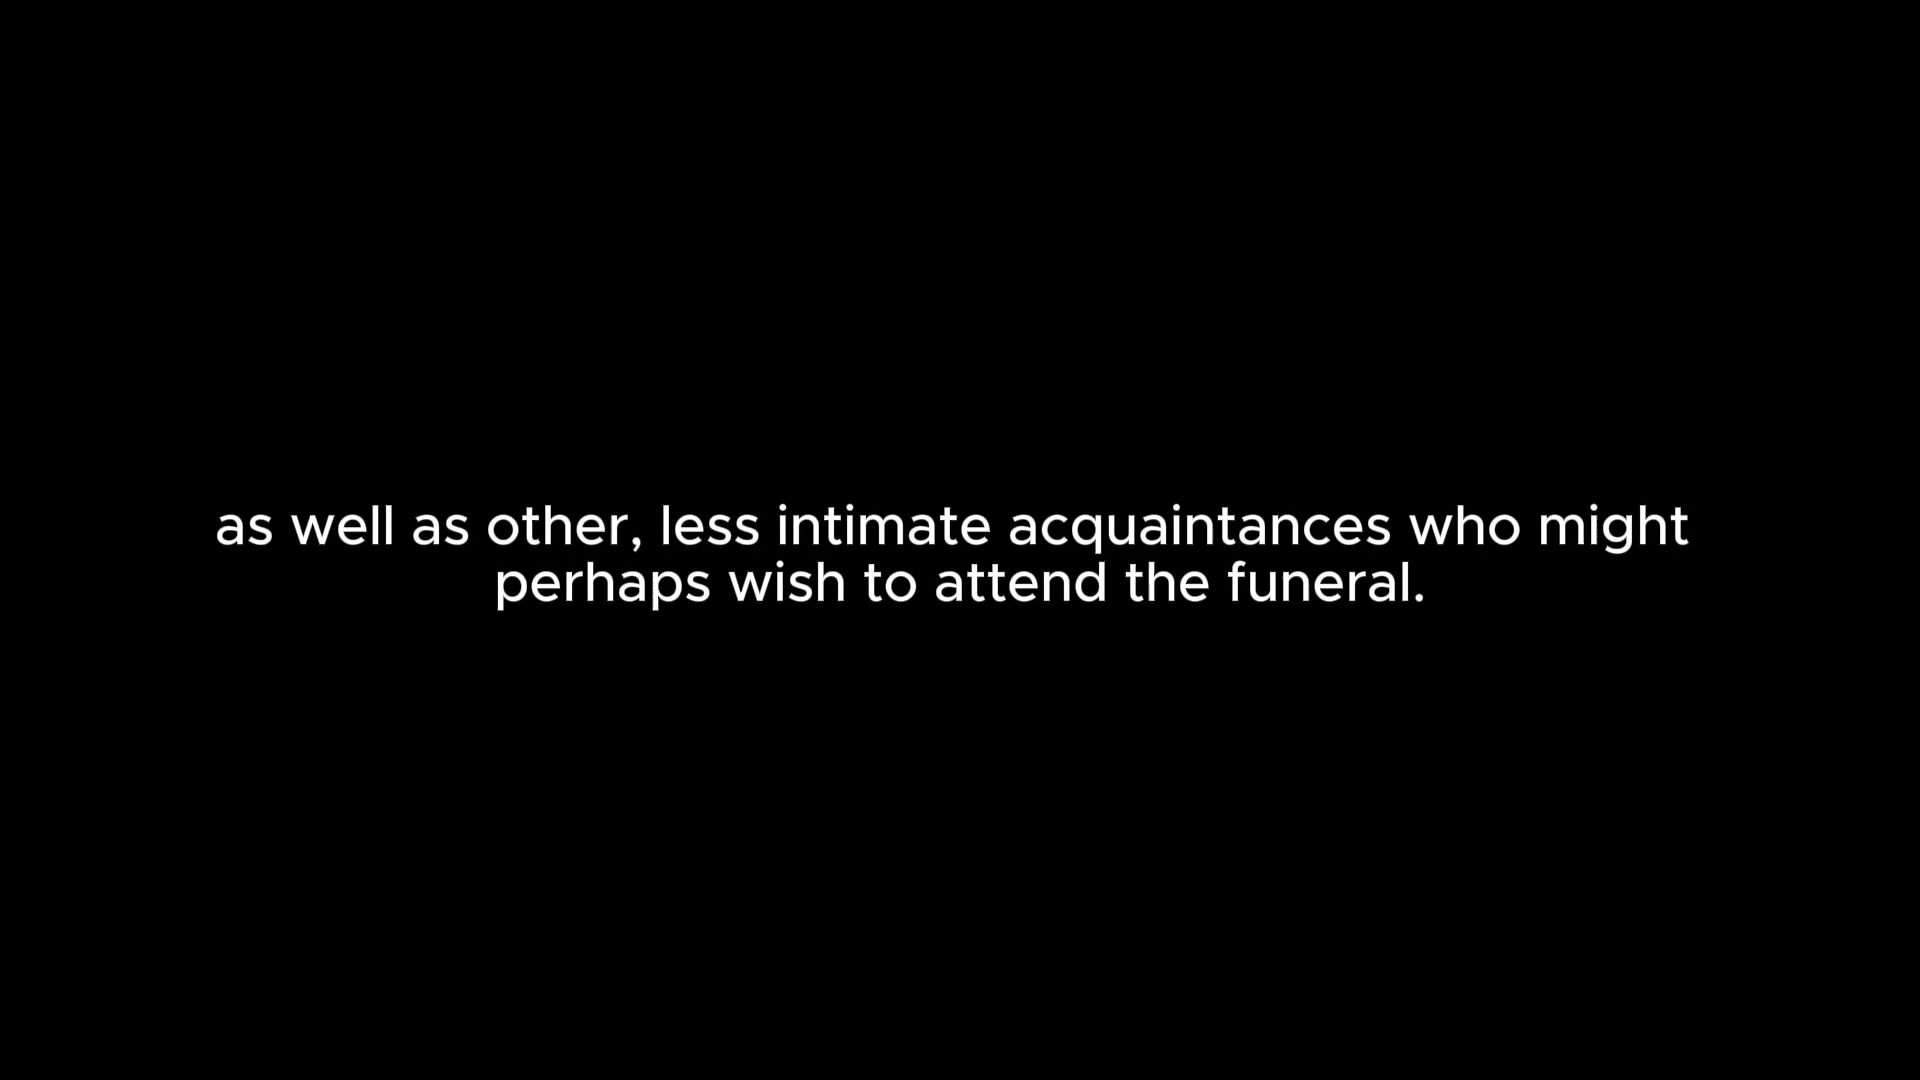 as well as other, less intimate acquaintances who might
perhaps wish to attend the funeral.